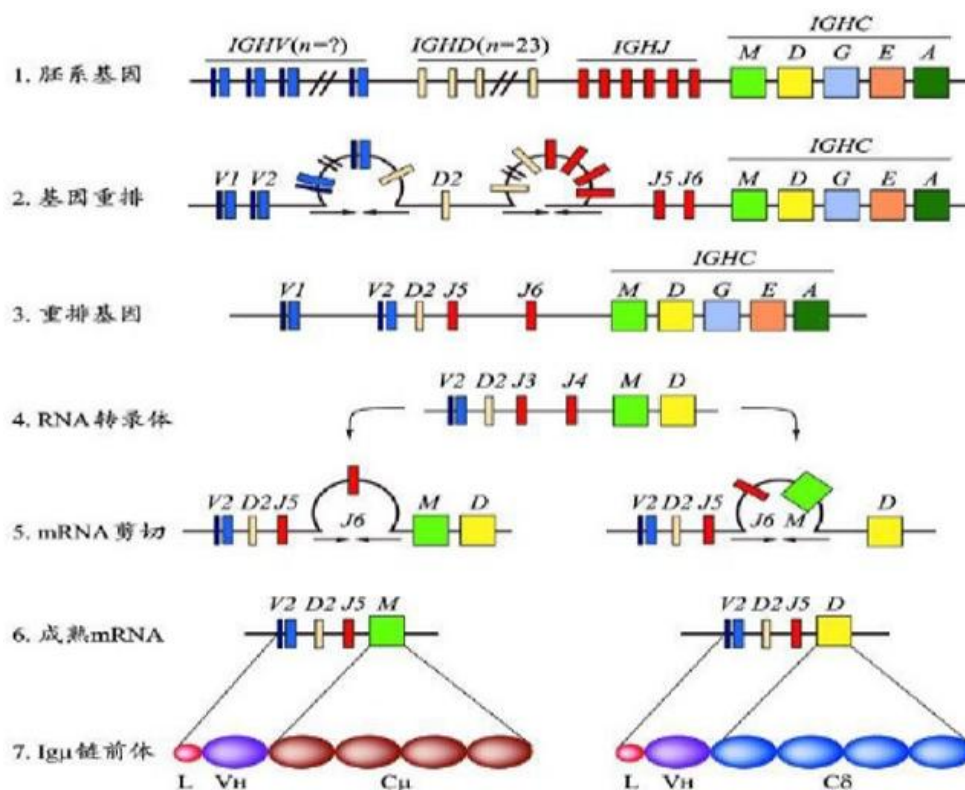 IGHC
IGHV(n=?) IGHD(n=23) IGHJ M D G E A
1. 胚系基因
IGHC
V1 V2 D2 J5 J6 M D G E A
2. 基因重排
IGHC
V1 V2 D2 J5 J6 M D G E A
3. 重排基因
V2 D2 J3 J4 M D
4. RNA转录体
V2 D2 J5 J6 M D V2 D2 J5 J6 M D
5. mRNA剪切
V2 D2 J5 M V2 D2 J5 D
6. 成熟mRNA
7. Igμ链前体
L VH Cμ L VH Cδ